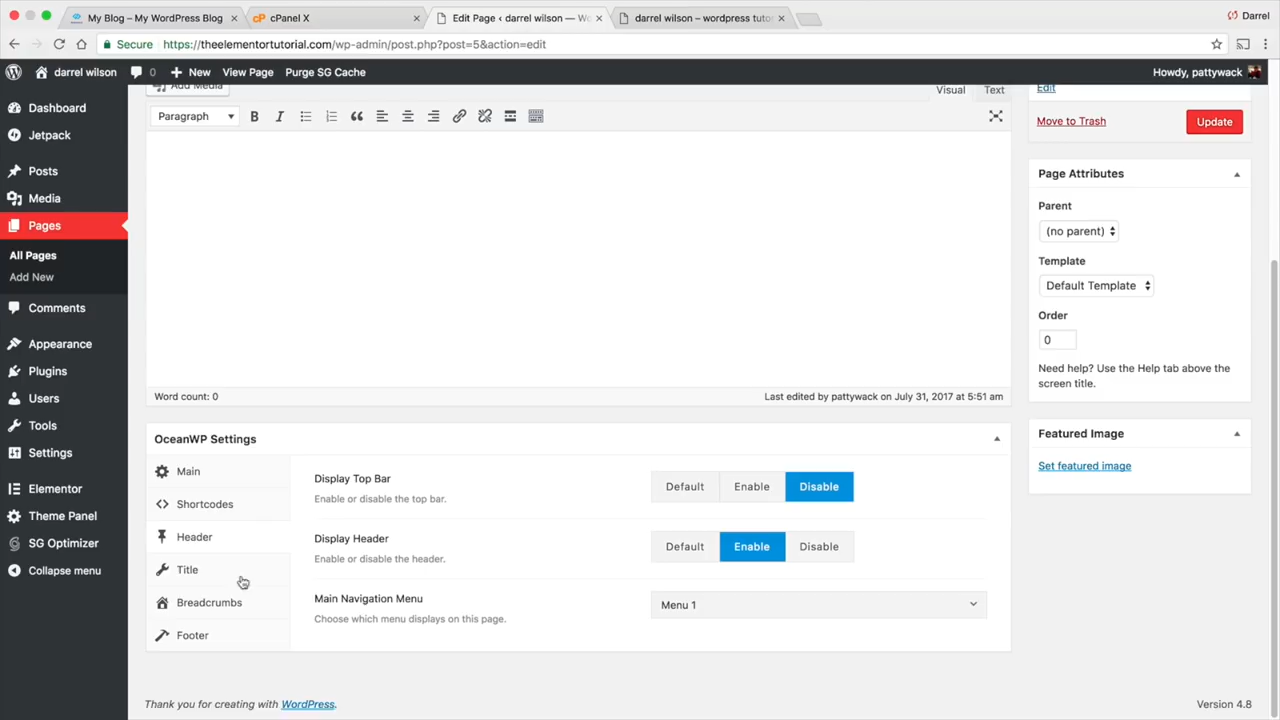 My Blog – My WordPress Blog
cPanel X
Edit Page ‹ darrel wilson — Wo
darrel wilson – wordpress tutor
Darrel
Secure
https://theelementortutorial.com/wp-admin/post.php?post=5&action=edit
darrel wilson
0
New
View Page
Purge SG Cache
Howdy, pattywack
Dashboard
Jetpack
Posts
Media
Pages
All Pages
Add New
Comments
Appearance
Plugins
Users
Tools
Settings
Elementor
Theme Panel
SG Optimizer
Collapse menu
Add Media
Visual
Text
Paragraph
B
I
Word count: 0
Last edited by pattywack on July 31, 2017 at 5:51 am
OceanWP Settings
Main
Shortcodes
Header
Title
Breadcrumbs
Footer
Display Top Bar
Enable or disable the top bar.
Default
Enable
Disable
Display Header
Enable or disable the header.
Default
Enable
Disable
Main Navigation Menu
Choose which menu displays on this page.
Menu 1
Edit
Move to Trash
Update
Page Attributes
Parent
(no parent)
Template
Default Template
Order
0
Need help? Use the Help tab above the
screen title.
Featured Image
Set featured image
Thank you for creating with WordPress.
Version 4.8